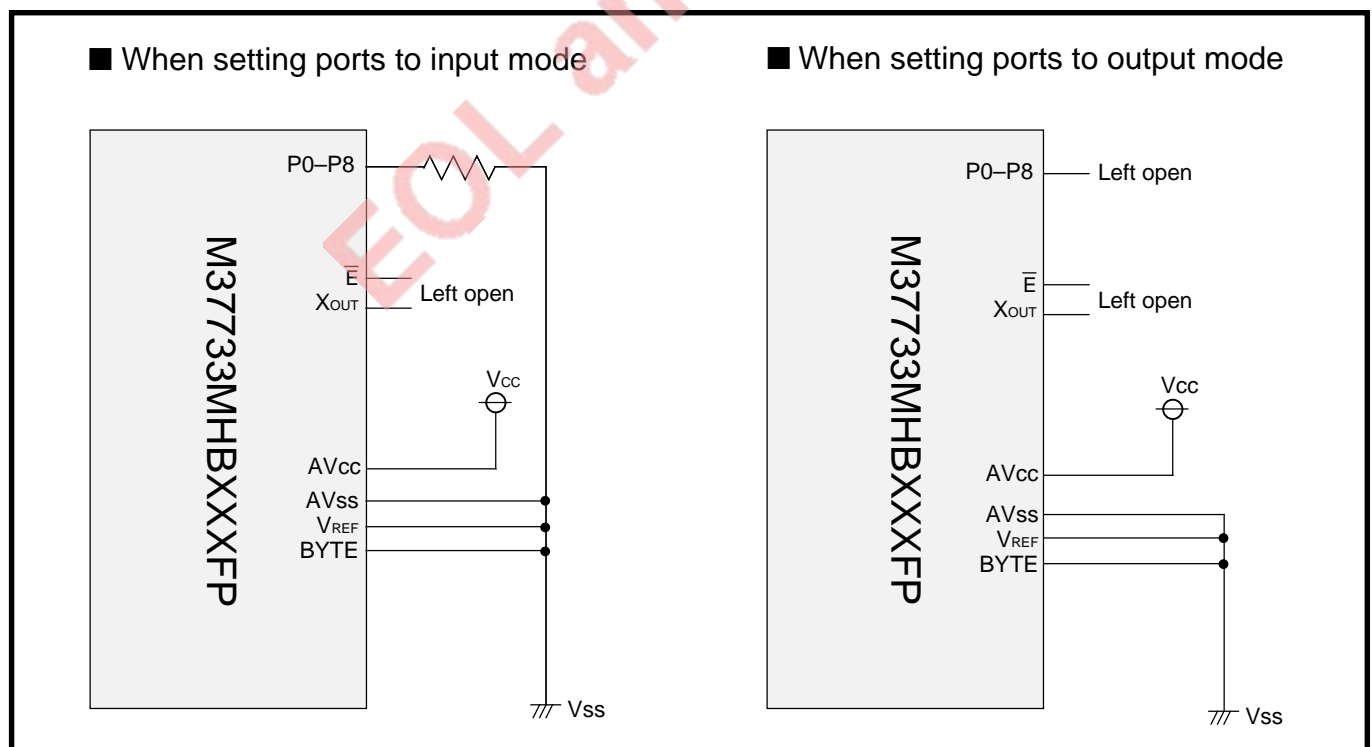 ■ When setting ports to input mode
P0–P8
E
XOUT
Left open
M37733MHBXXXFP
VCC
AVcc
AVss
VREF
BYTE
Vss
■ When setting ports to output mode
P0–P8
Left open
E
XOUT
Left open
M37733MHBXXXFP
Vcc
AVcc
AVss
VREF
BYTE
Vss
EOL an